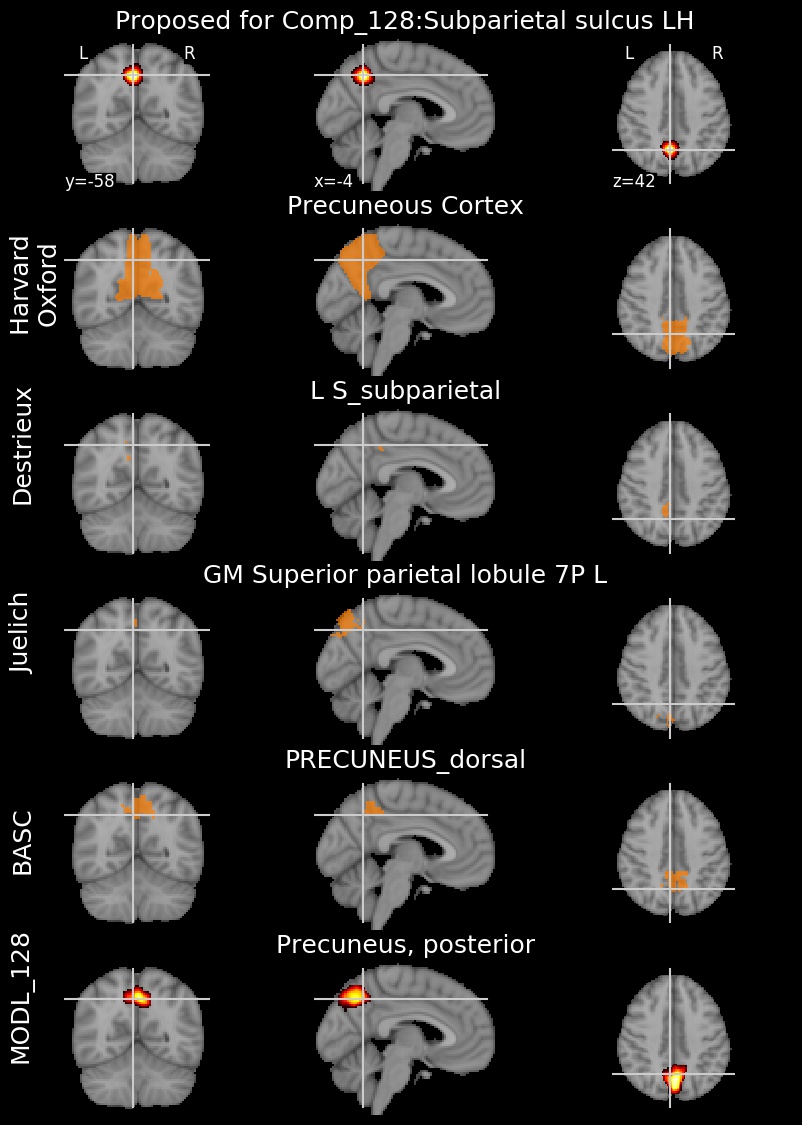 Proposed for Comp_128:Subparietal sulcus LH
L R L R
y=-58 x=-4 z=42
Precuneous Cortex
Harvard
Oxford
L S_subparietal
Destrieux
GM Superior parietal lobule 7P L
Juelich
PRECUNEUS_dorsal
BASC
Precuneus, posterior
MODL_128